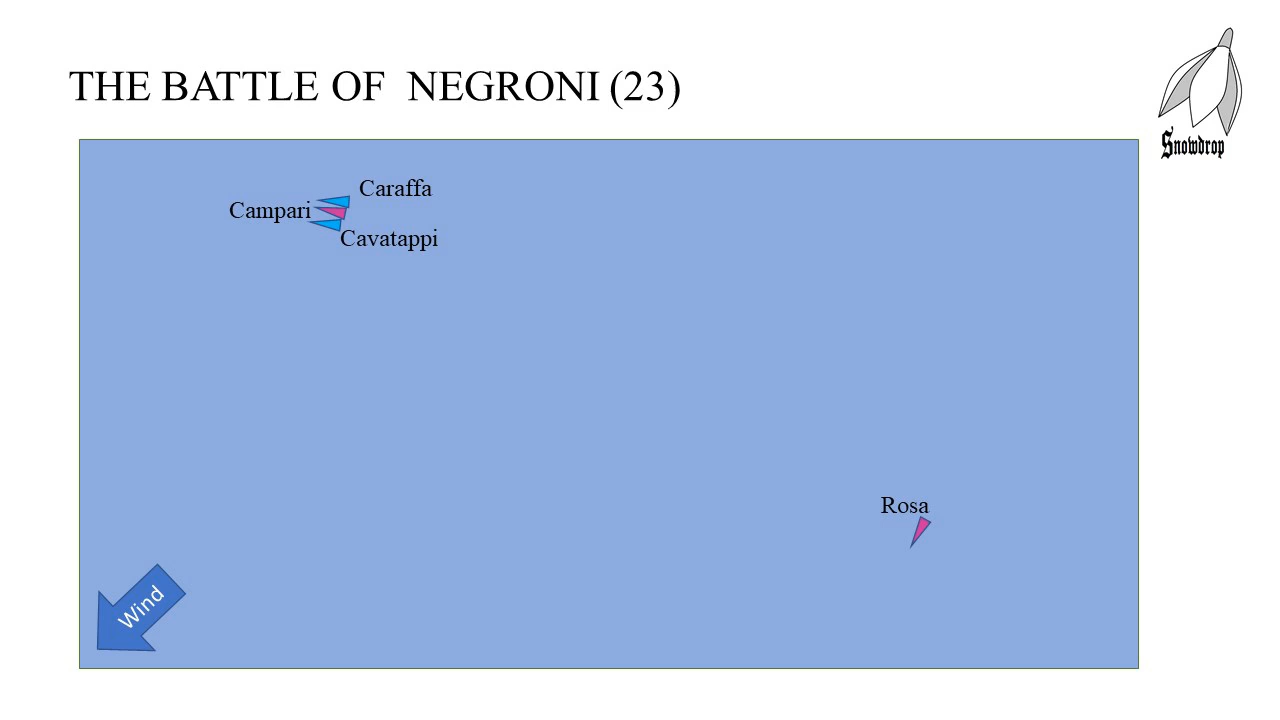 THE BATTLE OF  NEGRONI (23)
Snowdrop
Caraffa
Campari
Cavatappi
Rosa
Wind